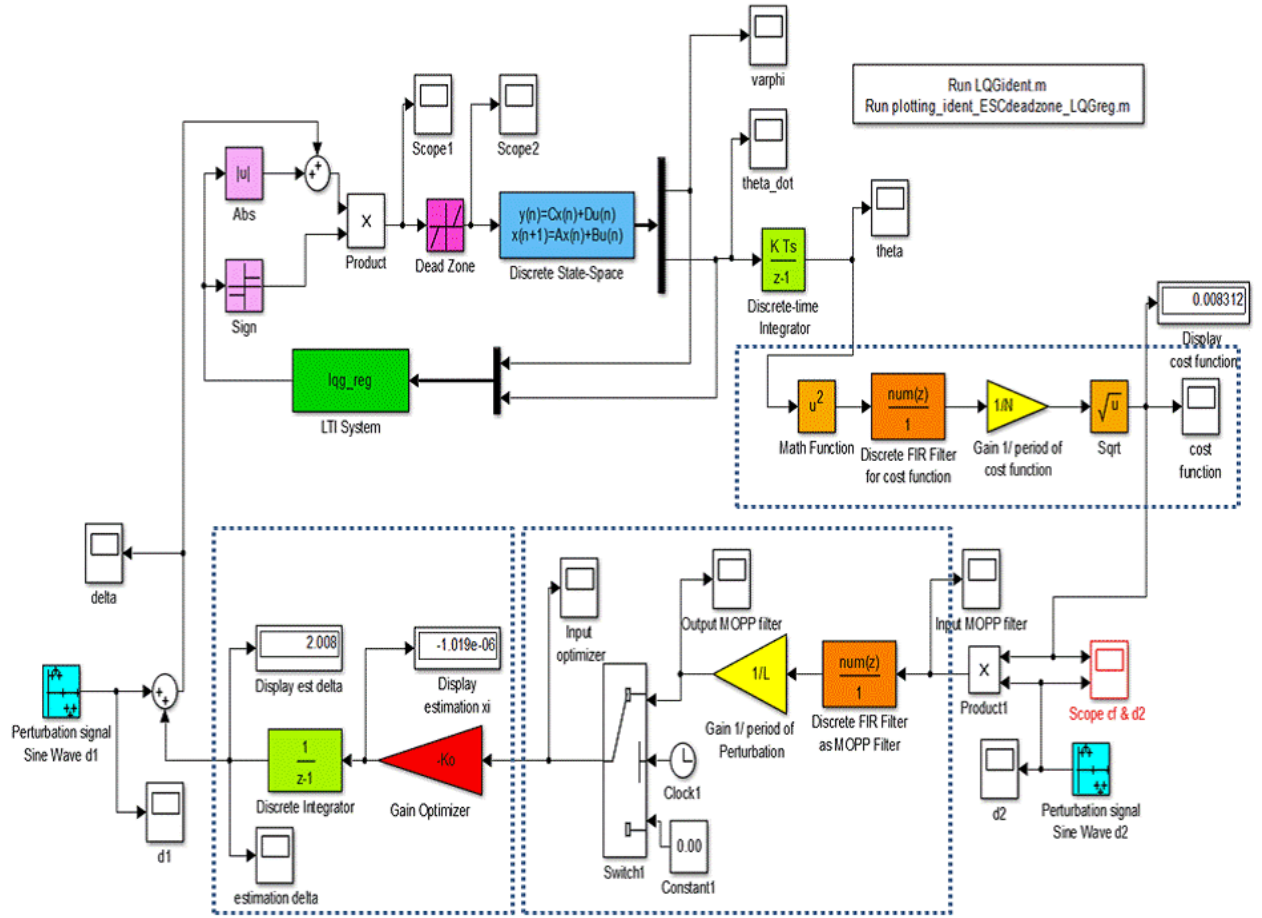 varphi
Run LQGident.m
Run plotting_ident_ESCdeadzone_LQGreg.m
Scope1
Scope2
theta_dot
|u|
Abs
+
+
X
Product
Dead Zone
y(n)=Cx(n)+Du(n)
x(n+1)=Ax(n)+Bu(n)
Discrete State-Space
K Ts
z-1
Discrete-time
Integrator
theta
Sign
0.008312
Display
cost function
lqg_reg
LTI System
u2
Math Function
num(z)
1
Discrete FIR Filter
for cost function
1/N
Gain 1/ period of
cost function
√u
Sqrt
cost
function
delta
2.008
Display est delta
-1.019e-06
Display
estimation xi
Input
optimizer
Output MOPP filter
Input MOPP filter
Perturbation signal
Sine Wave d1
+
+
d1
1
z-1
Discrete Integrator
-Ko
Gain Optimizer
estimation delta
1/L
Gain 1/ period of
Perturbation
num(z)
1
Discrete FIR Filter
as MOPP Filter
X
Product1
Scope cf & d2
Clock1
0.00
Constant1
Switch1
d2
Perturbation signal
Sine Wave d2